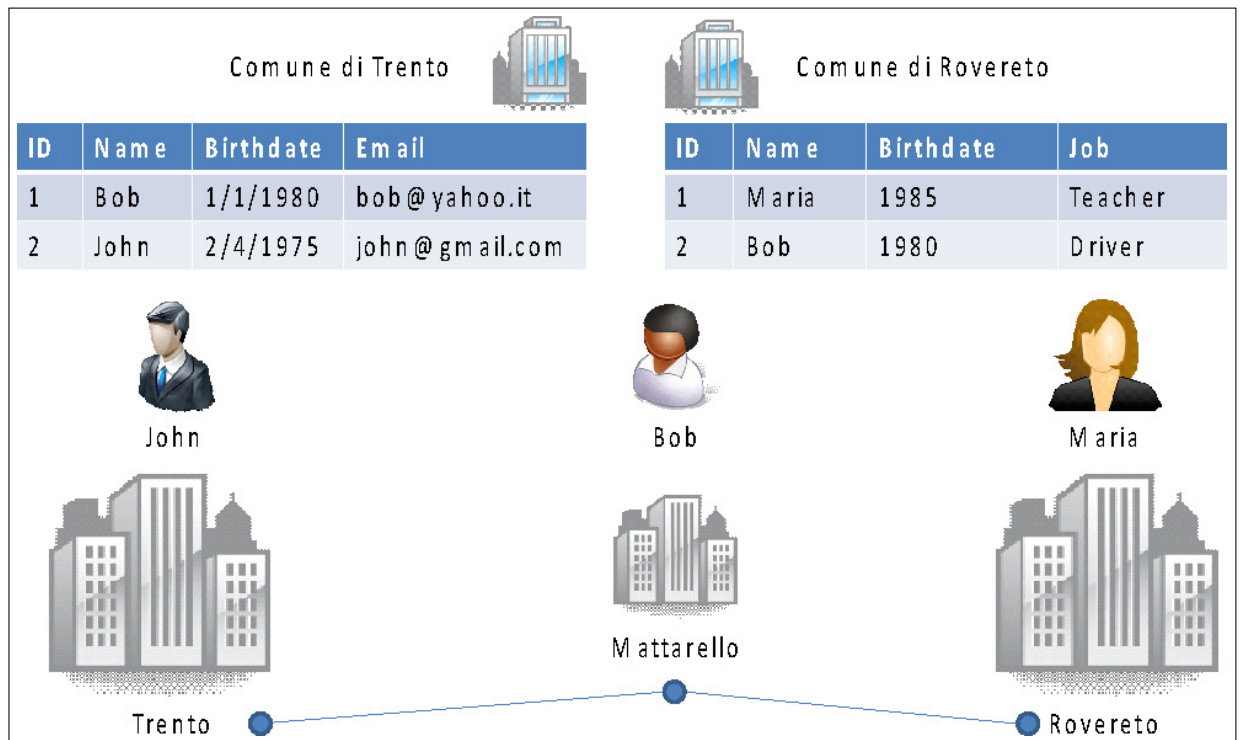 Comune di Trento
Comune di Rovereto
ID Name Birthdate Email
1 Bob 1/1/1980 bob@yahoo.it
2 John 2/4/1975 john@gmail.com
ID Name Birthdate Job
1 Maria 1985 Teacher
2 Bob 1980 Driver
John
Bob
Maria
Mattarello
Trento
Rovereto